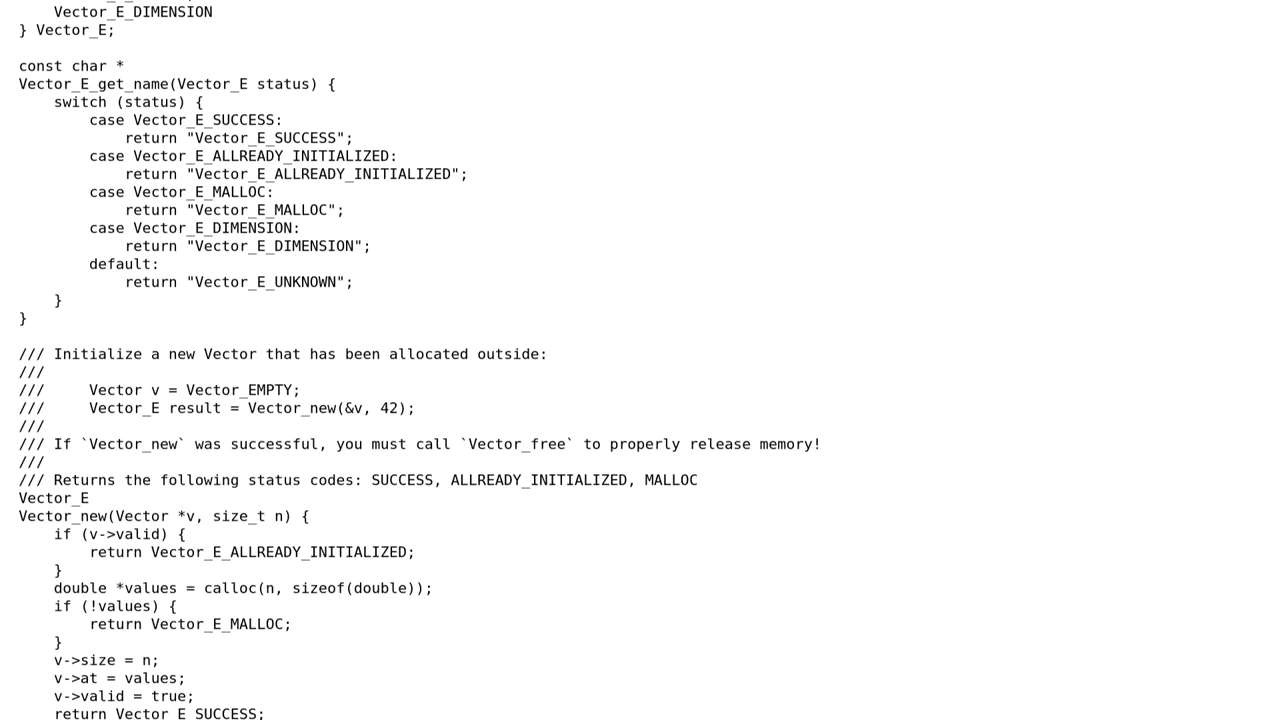 Vector_E_DIMENSION
} Vector_E;

const char *
Vector_E_get_name(Vector_E status) {
    switch (status) {
        case Vector_E_SUCCESS:
            return "Vector_E_SUCCESS";
        case Vector_E_ALLREADY_INITIALIZED:
            return "Vector_E_ALLREADY_INITIALIZED";
        case Vector_E_MALLOC:
            return "Vector_E_MALLOC";
        case Vector_E_DIMENSION:
            return "Vector_E_DIMENSION";
        default:
            return "Vector_E_UNKNOWN";
    }
}

/// Initialize a new Vector that has been allocated outside:
///
///     Vector v = Vector_EMPTY;
///     Vector_E result = Vector_new(&v, 42);
///
/// If `Vector_new` was successful, you must call `Vector_free` to properly release memory!
///
/// Returns the following status codes: SUCCESS, ALLREADY_INITIALIZED, MALLOC
Vector_E
Vector_new(Vector *v, size_t n) {
    if (v->valid) {
        return Vector_E_ALLREADY_INITIALIZED;
    }
    double *values = calloc(n, sizeof(double));
    if (!values) {
        return Vector_E_MALLOC;
    }
    v->size = n;
    v->at = values;
    v->valid = true;
    return Vector_E_SUCCESS;